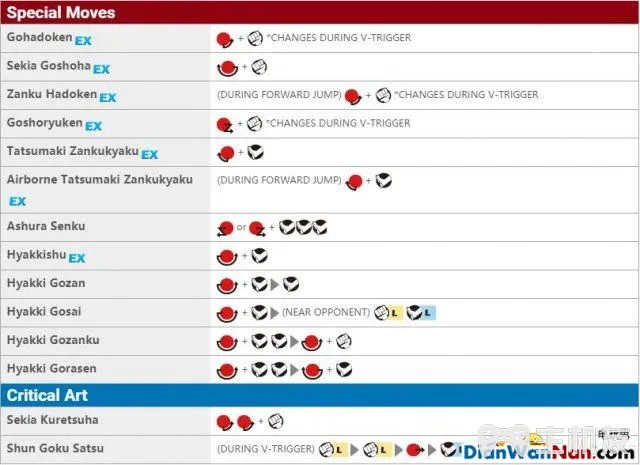 Special Moves
Gohadoken EX + *CHANGES DURING V-TRIGGER
Sekia Goshoha EX +
Zanku Hadoken EX (DURING FORWARD JUMP) + *CHANGES DURING V-TRIGGER
Goshoryuken EX + *CHANGES DURING V-TRIGGER
Tatsumaki Zankukyaku EX +
Airborne Tatsumaki Zankukyaku (DURING FORWARD JUMP) +
EX
Ashura Senku or +
Hyakkishu EX +
Hyakki Gozan +
Hyakki Gosai + (NEAR OPPONENT) L L
Hyakki Gozanku + +
Hyakki Gorasen + +
Critical Art
Sekia Kuretsuha +
Shun Goku Satsu (DURING V-TRIGGER) L L
DianWanNan.com